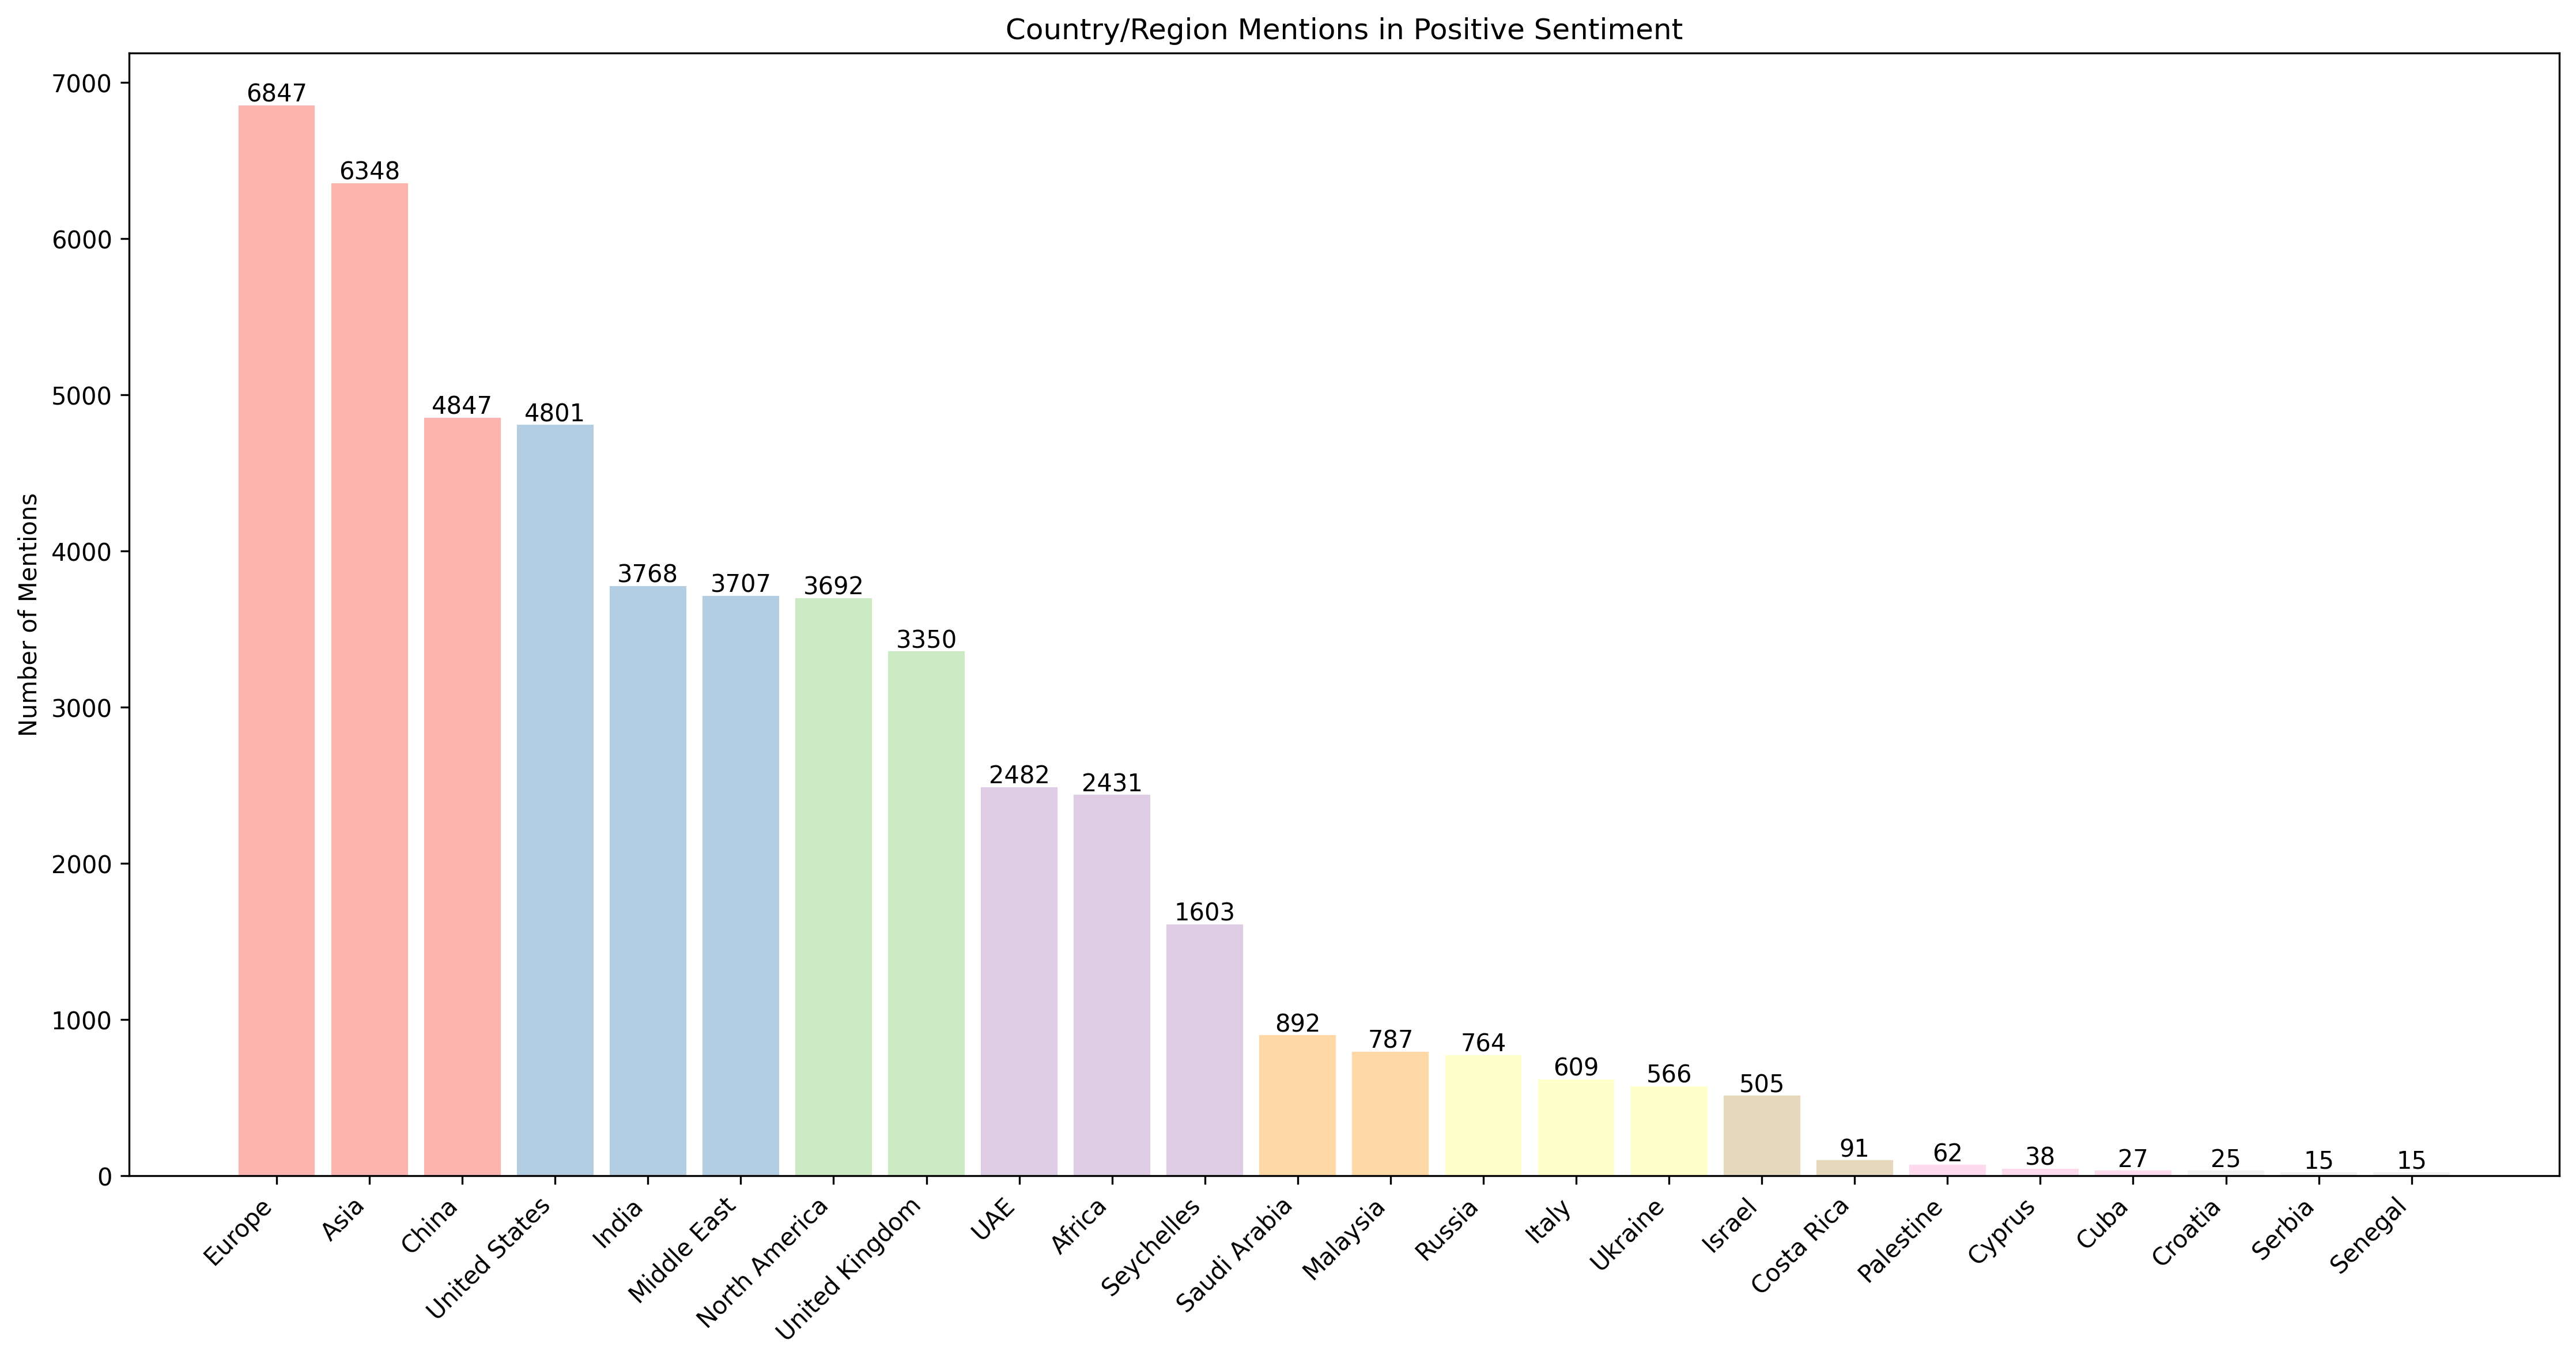 Country/Region Mentions in Positive Sentiment
Number of Mentions
7000
6000
5000
4000
3000
2000
1000
0
6847
6348
4847
4801
3768
3707
3692
3350
2482
2431
1603
892
787
764
609
566
505
91
62
38
27
25
15
15
Europe
Asia
China
United States
India
Middle East
North America
United Kingdom
UAE
Africa
Seychelles
Saudi Arabia
Malaysia
Russia
Italy
Ukraine
Israel
Costa Rica
Palestine
Cyprus
Cuba
Croatia
Serbia
Senegal